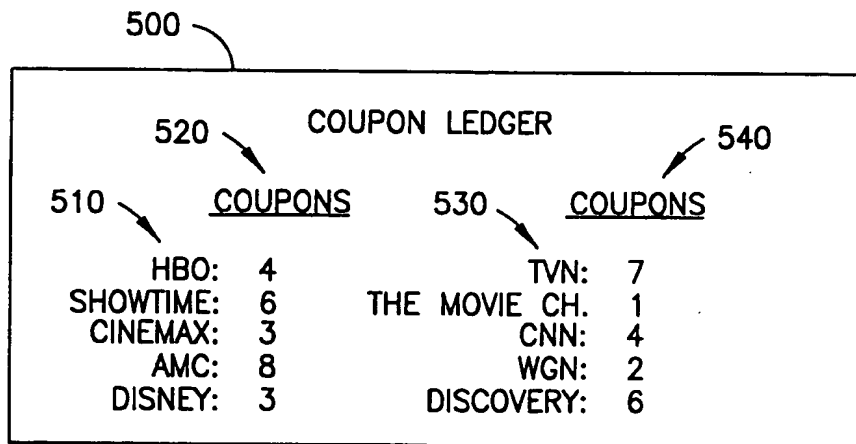 500
COUPON LEDGER
520
540
510
COUPONS
530
COUPONS
HBO: 4
SHOWTIME: 6
CINEMAX: 3
AMC: 8
DISNEY: 3
TVN: 7
THE MOVIE CH. 1
CNN: 4
WGN: 2
DISCOVERY: 6